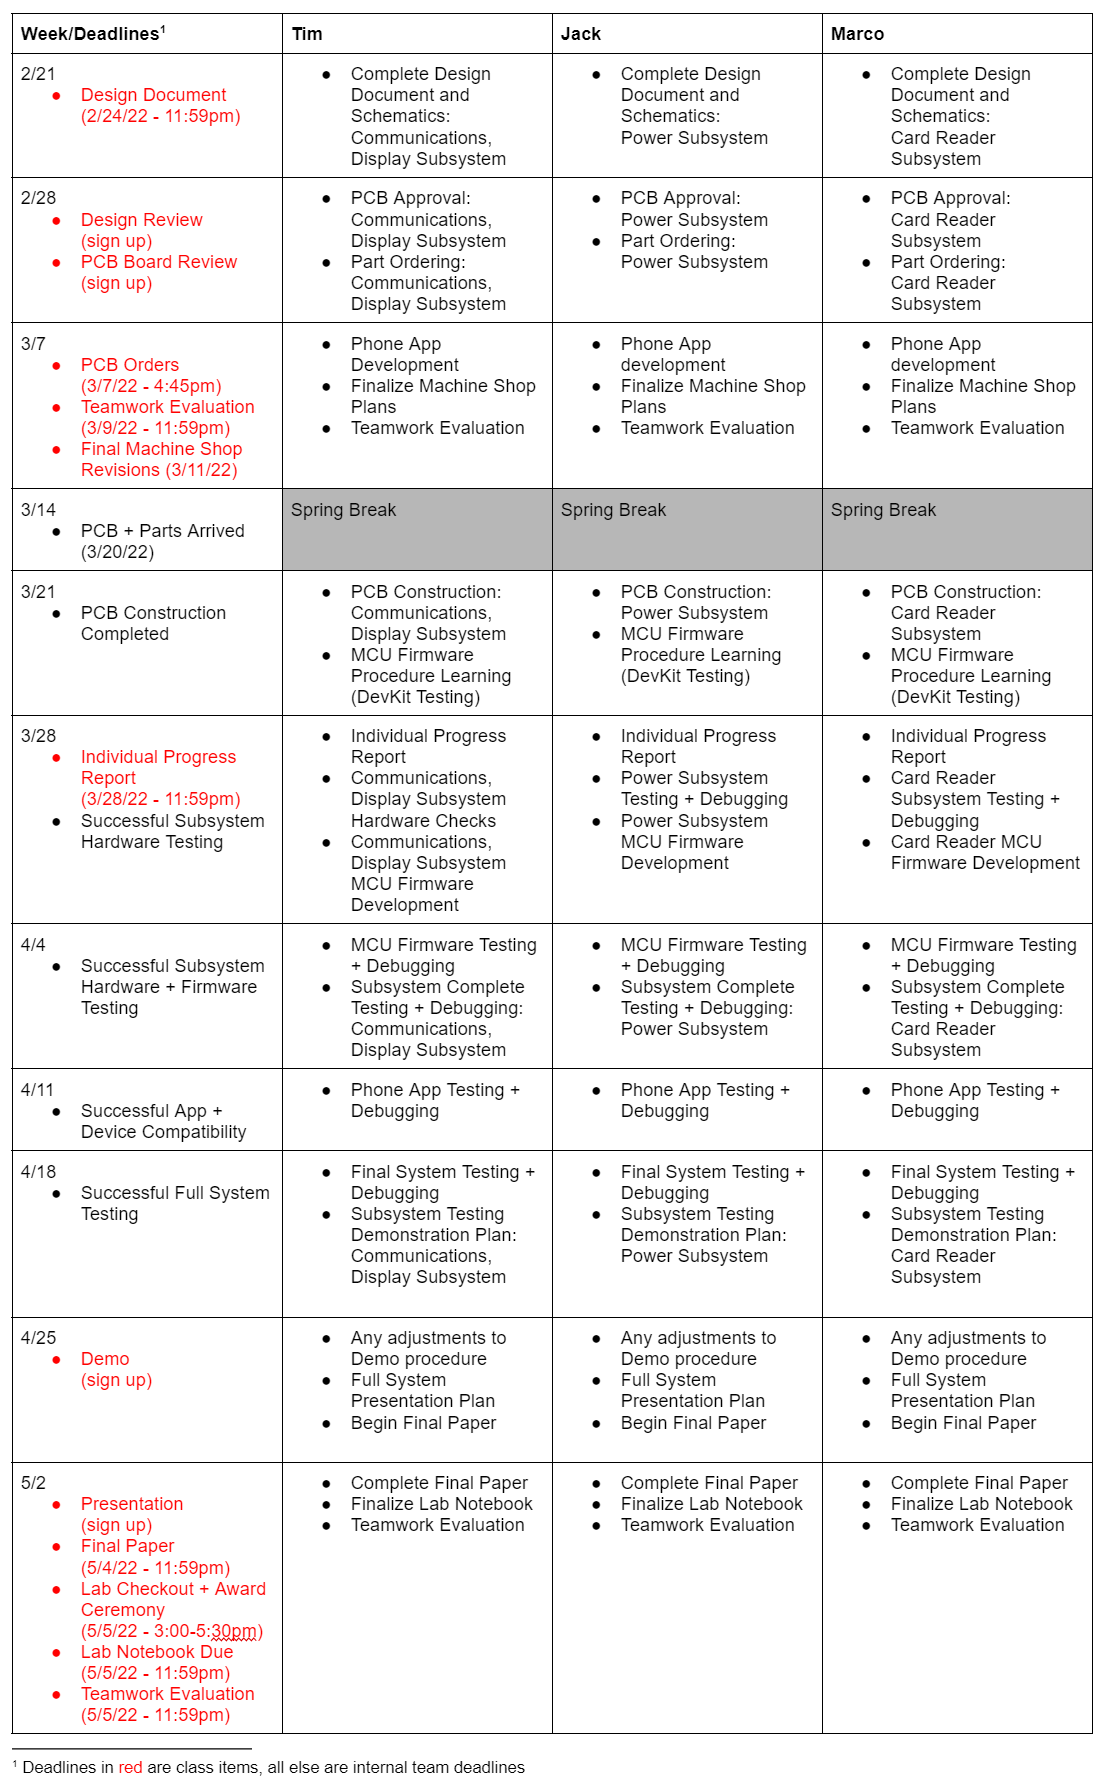 Week/Deadlines¹
Tim
Jack
Marco
2/21
● Design Document
(2/24/22 - 11:59pm)
● Complete Design
Document and
Schematics:
Communications,
Display Subsystem
● Complete Design
Document and
Schematics:
Power Subsystem
● Complete Design
Document and
Schematics:
Card Reader
Subsystem
2/28
● Design Review
(sign up)
● PCB Board Review
(sign up)
● PCB Approval:
Communications,
Display Subsystem
● Part Ordering:
Communications,
Display Subsystem
● PCB Approval:
Power Subsystem
● Part Ordering:
Power Subsystem
● PCB Approval:
Card Reader
Subsystem
● Part Ordering:
Card Reader
Subsystem
3/7
● PCB Orders
(3/7/22 - 4:45pm)
● Teamwork Evaluation
(3/9/22 - 11:59pm)
● Final Machine Shop
Revisions (3/11/22)
● Phone App
Development
● Finalize Machine Shop
Plans
● Teamwork Evaluation
● Phone App
development
● Finalize Machine Shop
Plans
● Teamwork Evaluation
● Phone App
development
● Finalize Machine Shop
Plans
● Teamwork Evaluation
3/14
● PCB + Parts Arrived
(3/20/22)
Spring Break
Spring Break
Spring Break
3/21
● PCB Construction
Completed
● PCB Construction:
Communications,
Display Subsystem
● MCU Firmware
Procedure Learning
(DevKit Testing)
● PCB Construction:
Power Subsystem
● MCU Firmware
Procedure Learning
(DevKit Testing)
● PCB Construction:
Card Reader
Subsystem
● MCU Firmware
Procedure Learning
(DevKit Testing)
3/28
● Individual Progress
Report
(3/28/22 - 11:59pm)
● Successful Subsystem
Hardware Testing
● Individual Progress
Report
● Communications,
Display Subsystem
Hardware Checks
● Communications,
Display Subsystem
MCU Firmware
Development
● Individual Progress
Report
● Power Subsystem
Testing + Debugging
● Power Subsystem
MCU Firmware
Development
● Individual Progress
Report
● Card Reader
Subsystem Testing +
Debugging
● Card Reader MCU
Firmware Development
4/4
● Successful Subsystem
Hardware + Firmware
Testing
● MCU Firmware Testing
+ Debugging
● Subsystem Complete
Testing + Debugging:
Communications,
Display Subsystem
● MCU Firmware Testing
+ Debugging
● Subsystem Complete
Testing + Debugging:
Power Subsystem
● MCU Firmware Testing
+ Debugging
● Subsystem Complete
Testing + Debugging:
Card Reader
Subsystem
4/11
● Successful App +
Device Compatibility
● Phone App Testing +
Debugging
● Phone App Testing +
Debugging
● Phone App Testing +
Debugging
4/18
● Successful Full System
Testing
● Final System Testing +
Debugging
● Subsystem Testing
Demonstration Plan:
Communications,
Display Subsystem
● Final System Testing +
Debugging
● Subsystem Testing
Demonstration Plan:
Power Subsystem
● Final System Testing +
Debugging
● Subsystem Testing
Demonstration Plan:
Card Reader
Subsystem
4/25
● Demo
(sign up)
● Any adjustments to
Demo procedure
● Full System
Presentation Plan
● Begin Final Paper
● Any adjustments to
Demo procedure
● Full System
Presentation Plan
● Begin Final Paper
● Any adjustments to
Demo procedure
● Full System
Presentation Plan
● Begin Final Paper
5/2
● Presentation
(sign up)
● Final Paper
(5/4/22 - 11:59pm)
● Lab Checkout + Award
Ceremony
(5/5/22 - 3:00-5:30pm)
● Lab Notebook Due
(5/5/22 - 11:59pm)
● Teamwork Evaluation
(5/5/22 - 11:59pm)
● Complete Final Paper
● Finalize Lab Notebook
● Teamwork Evaluation
● Complete Final Paper
● Finalize Lab Notebook
● Teamwork Evaluation
● Complete Final Paper
● Finalize Lab Notebook
● Teamwork Evaluation
¹ Deadlines in red are class items, all else are internal team deadlines